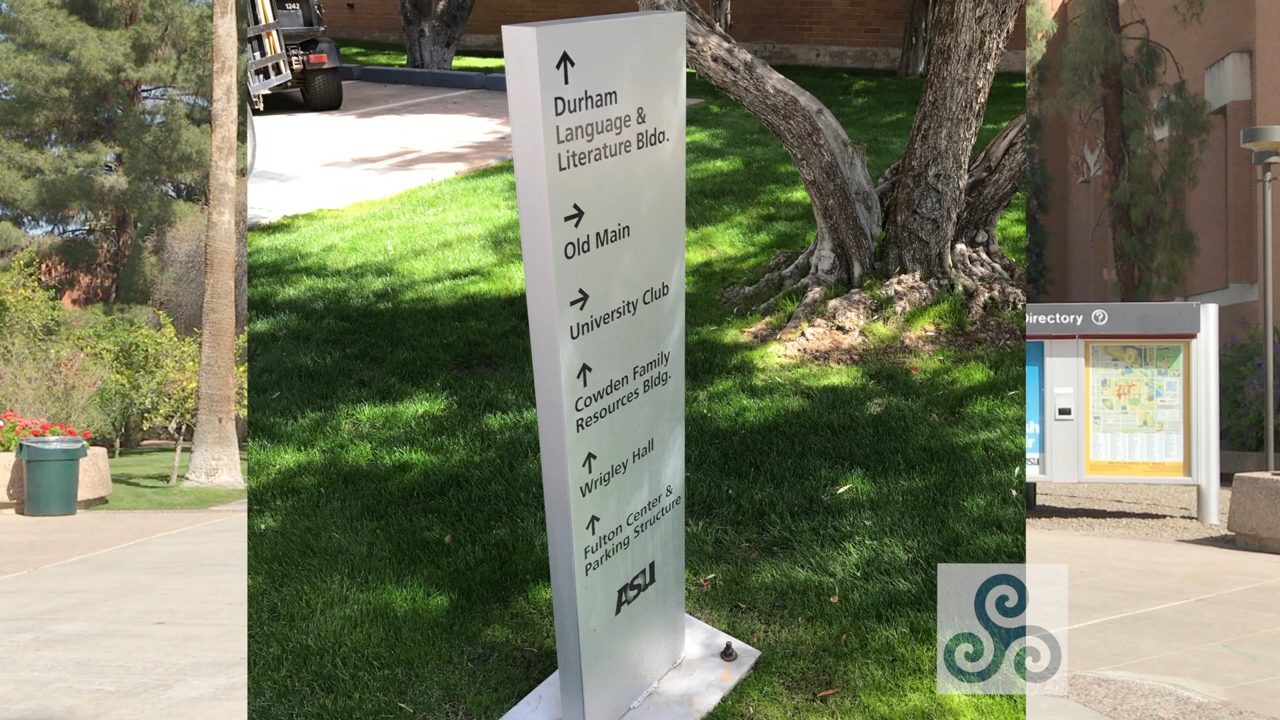 1242
↑
Durham
Language &
Literature Bldg.
→
Old Main
→
University Club
↑
Cowden Family
Resources Bldg.
↑
Wrigley Hall
↑
Fulton Center &
Parking Structure
ASU
Directory ?